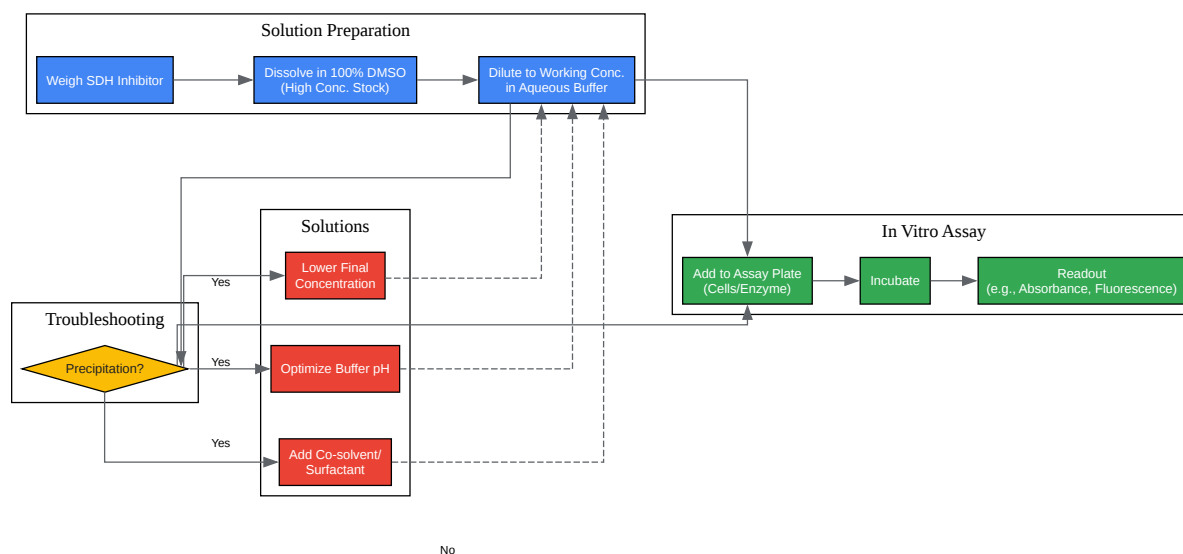 Solution Preparation
Weigh SDH Inhibitor
Dissolve in 100% DMSO
(High Conc. Stock)
Dilute to Working Conc.
in Aqueous Buffer
Solutions
In Vitro Assay
Lower Final
Concentration
Yes
Add to Assay Plate
(Cells/Enzyme)
Incubate
Readout
(e.g., Absorbance, Fluorescence)
Troubleshooting
Precipitation?
Yes
Optimize Buffer pH
Yes
Add Co-solvent/
Surfactant
No